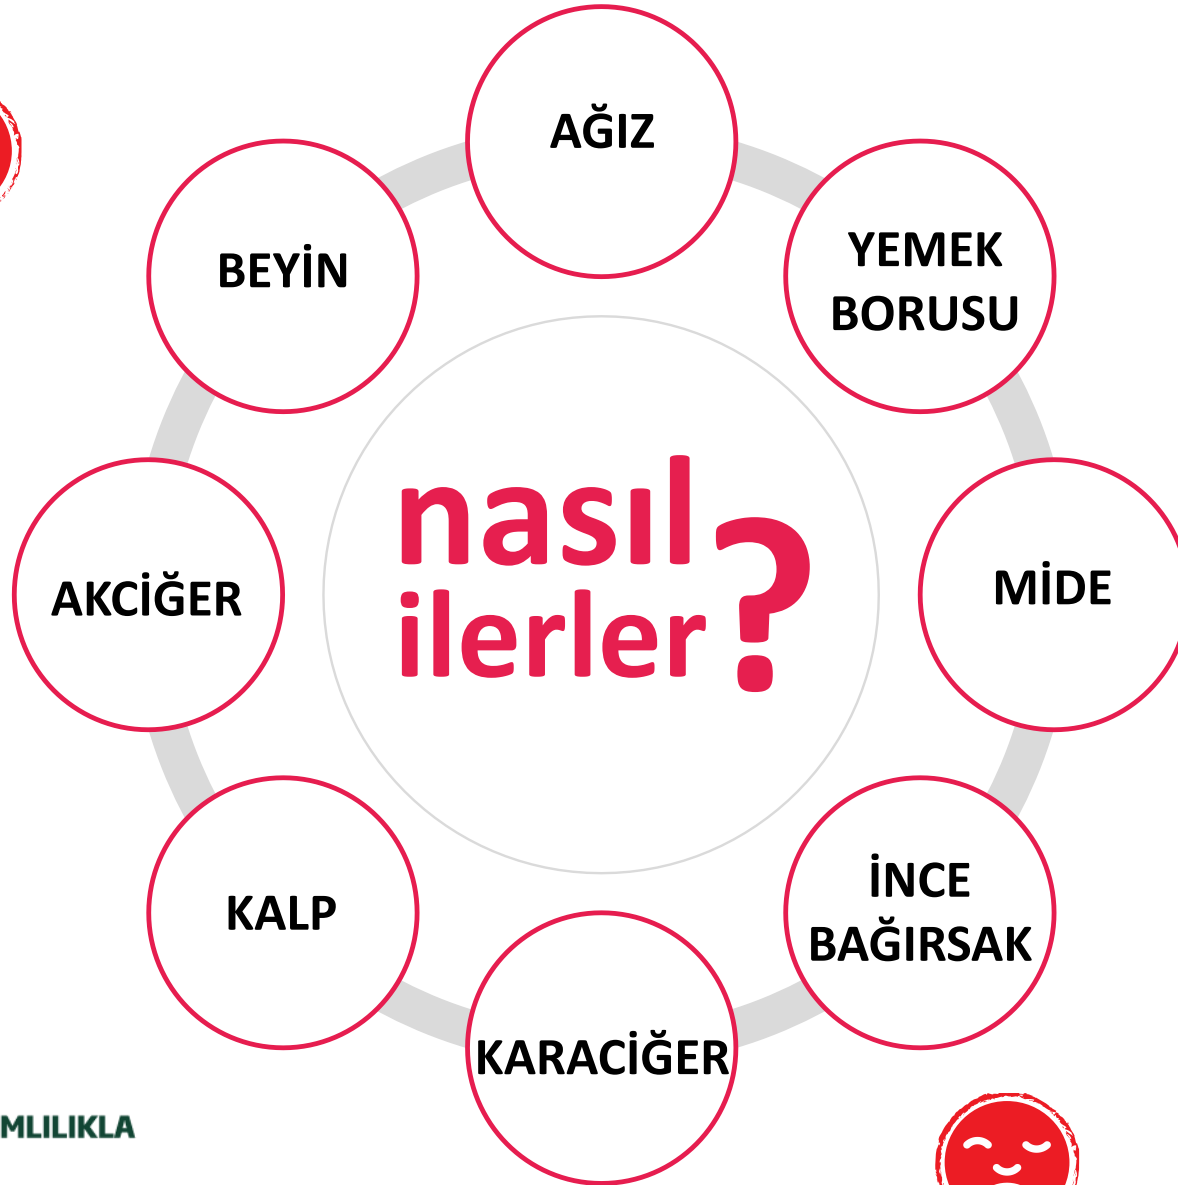 AĞIZ
YEMEK
BORUSU
MİDE
İNCE
BAĞIRSAK
KARACİĞER
KALP
AKCİĞER
BEYİN
nasıl
ilerler?
MLILIKLA